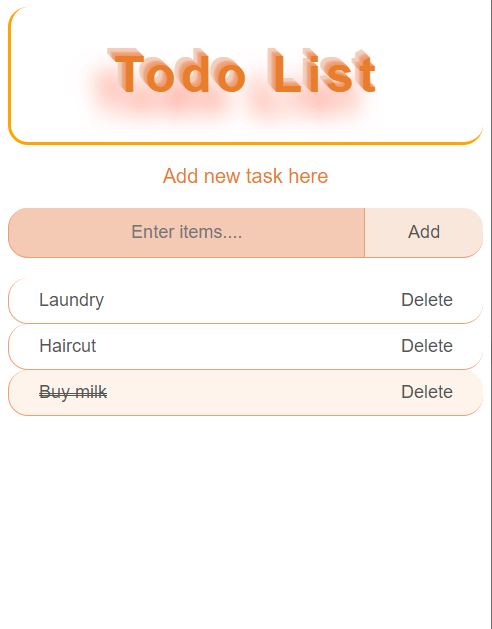 Todo List
Add new task here
Enter items.... Add
Laundry Delete
Haircut Delete
Buy milk Delete